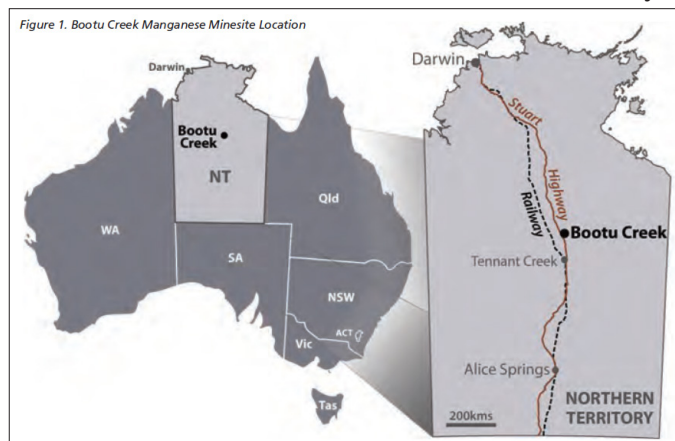 Figure 1. Bootu Creek Manganese Minesite Location
Darwin
Bootu
Creek
NT
WA
Qld
SA
NSW
ACT
Vic
Tas
Darwin
Stuart
Highway
Railway
Bootu Creek
Tennant Creek
Alice Springs
200kms
NORTHERN
TERRITORY